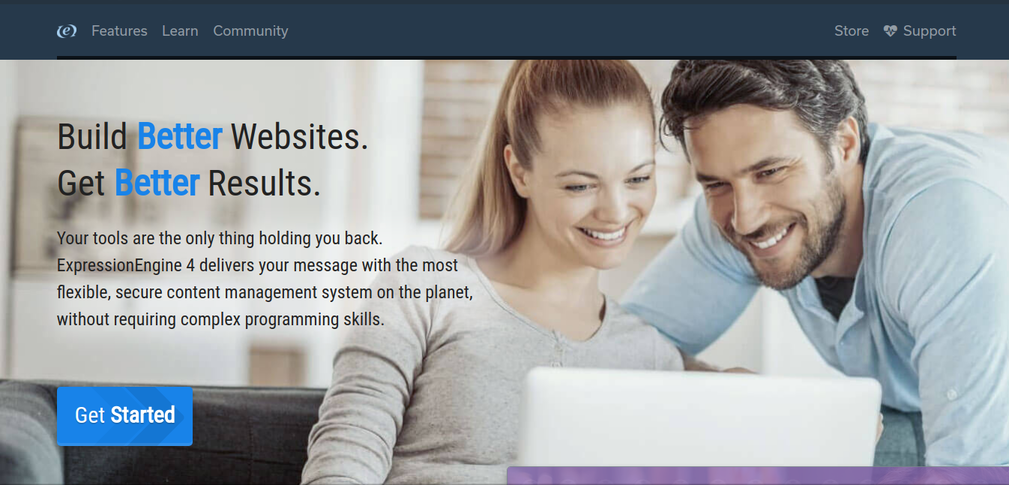 (e) Features Learn Community Store Support
Build Better Websites.
Get Better Results.
Your tools are the only thing holding you back.
ExpressionEngine 4 delivers your message with the most
flexible, secure content management system on the planet,
without requiring complex programming skills.
Get Started